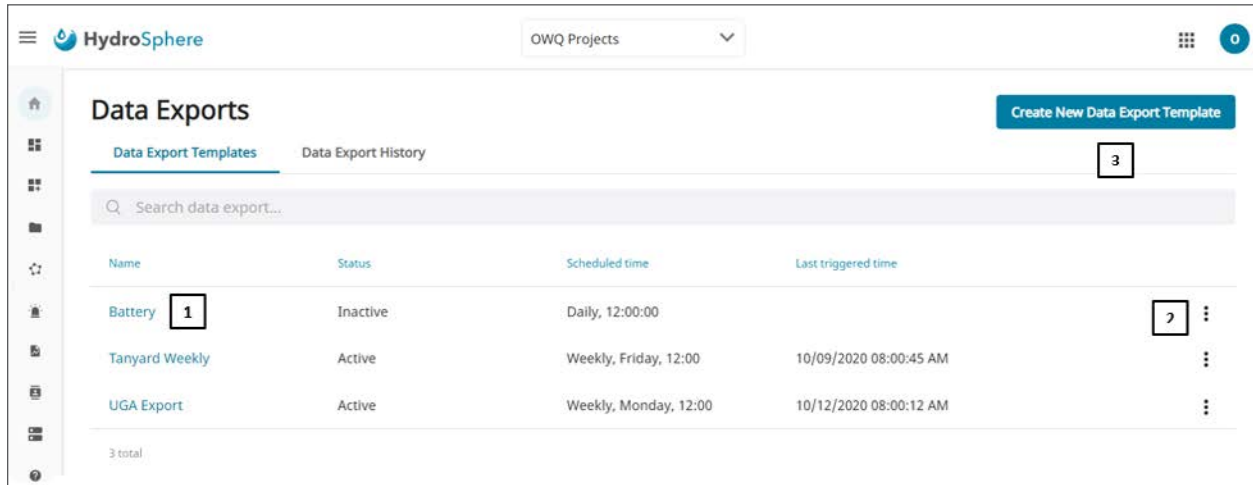 HydroSphere
OWQ Projects
O
Data Exports
Create New Data Export Template
Data Export Templates
Data Export History
3
Search data export...
Name Status Scheduled time Last triggered time
Battery 1 Inactive Daily, 12:00:00 2
Tanyard Weekly Active Weekly, Friday, 12:00 10/09/2020 08:00:45 AM
UGA Export Active Weekly, Monday, 12:00 10/12/2020 08:00:12 AM
3 total